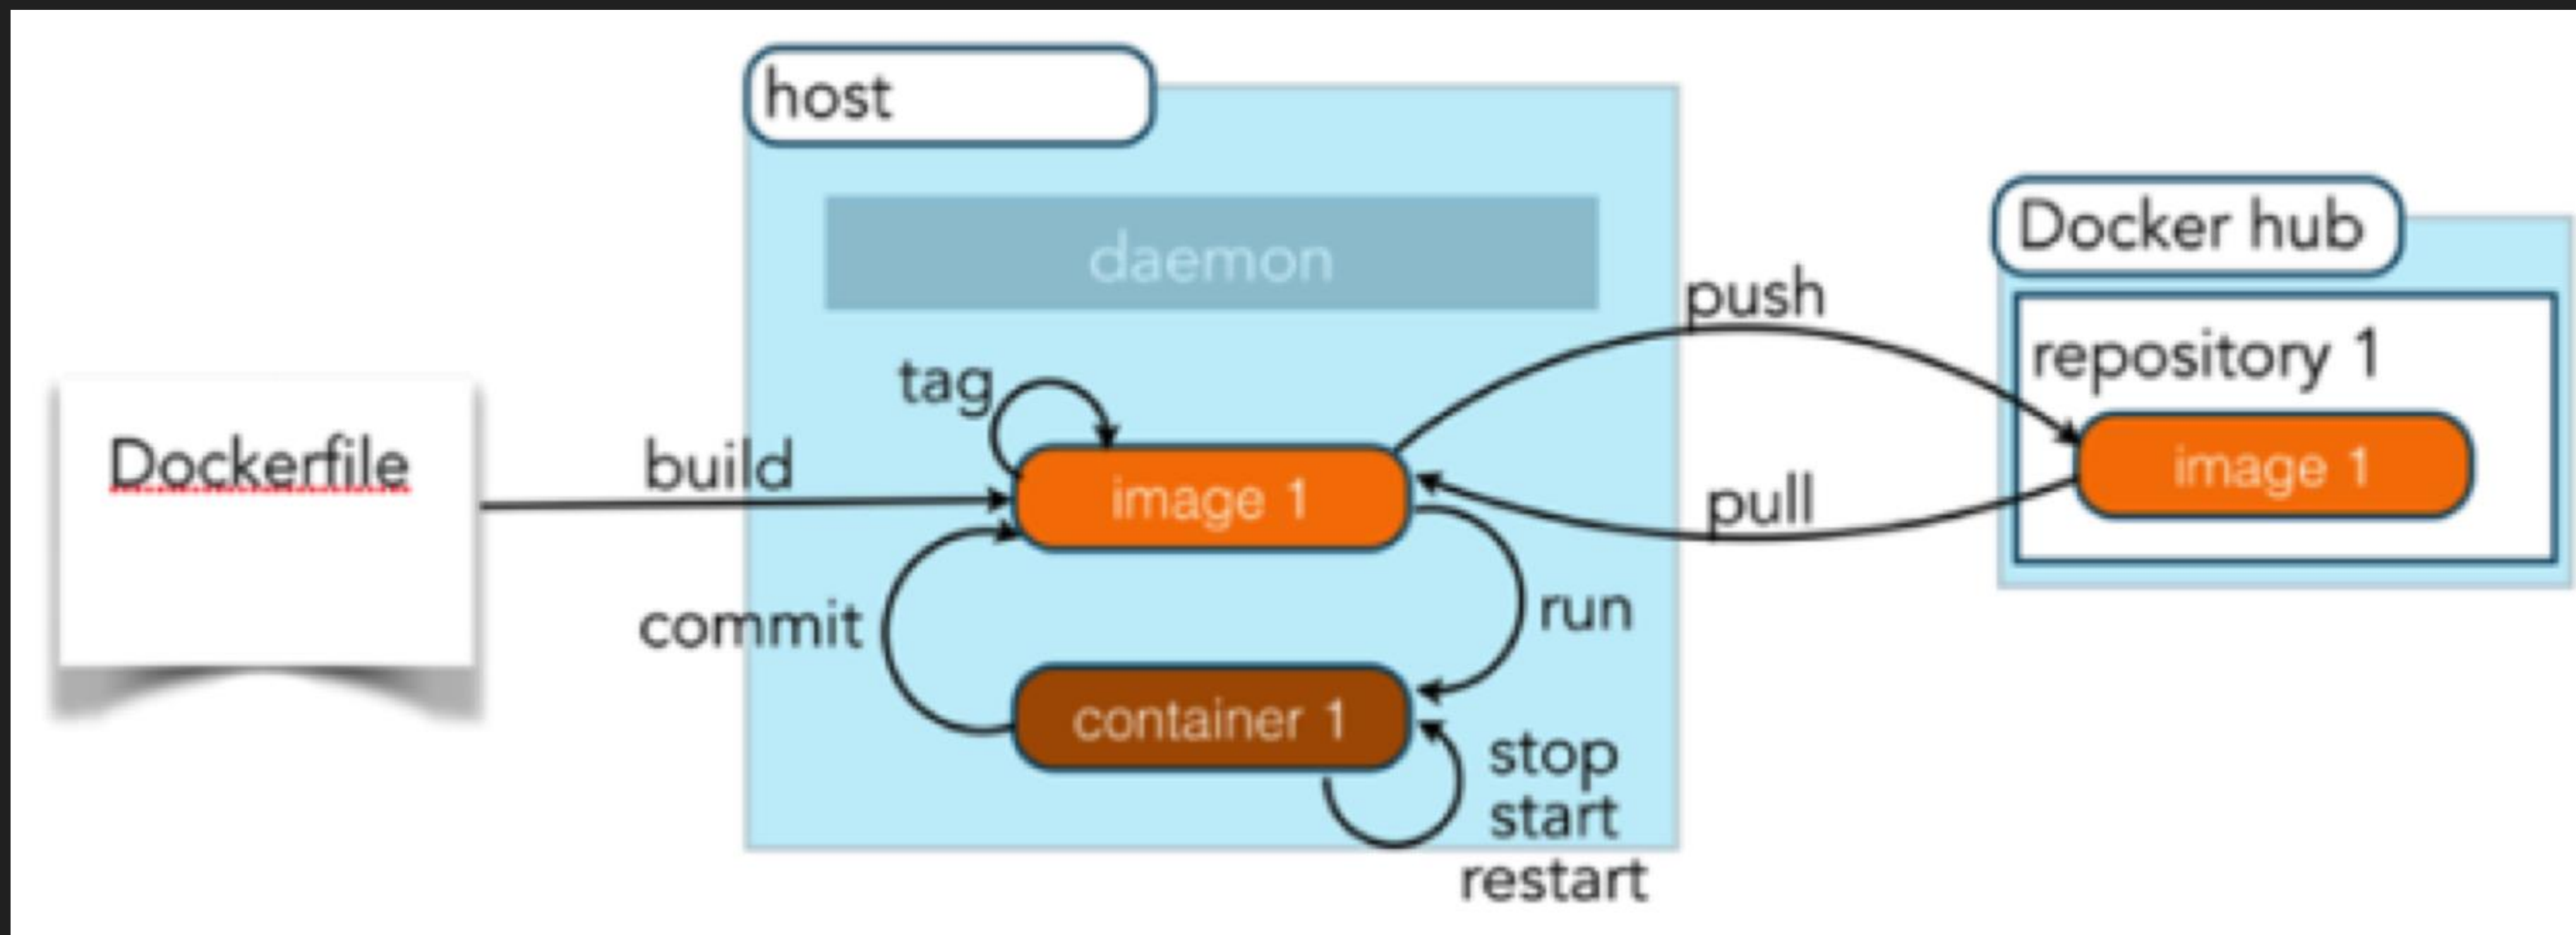 host
daemon
Docker hub
push
repository 1
tag
Dockerfile
build
image 1
image 1
pull
commit
run
container 1
stop
start
restart